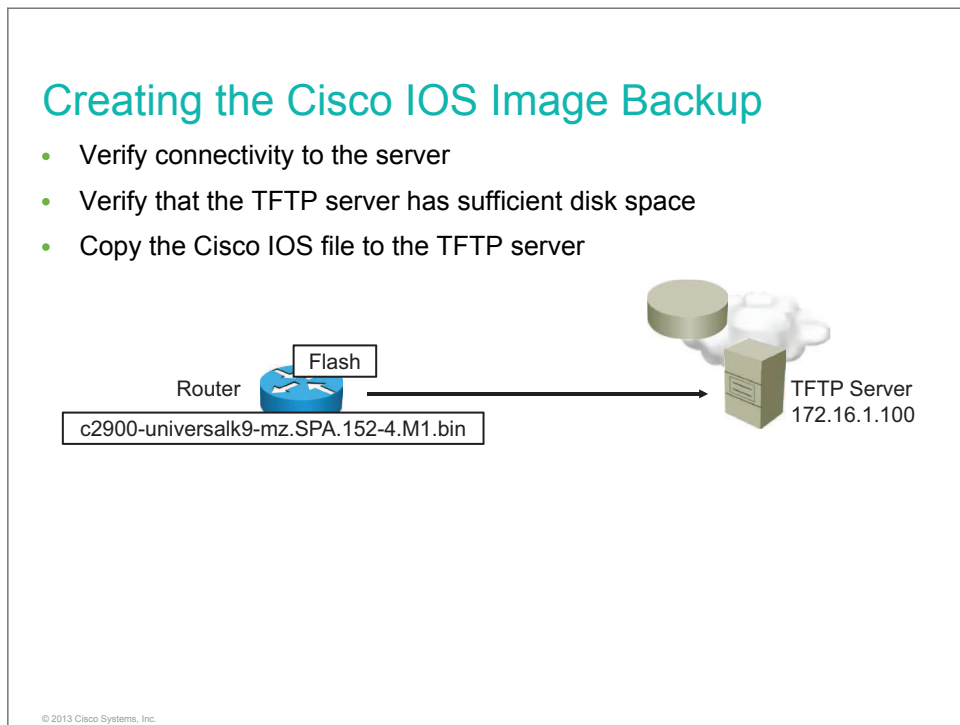 Creating the Cisco IOS Image Backup
• Verify connectivity to the server
• Verify that the TFTP server has sufficient disk space
• Copy the Cisco IOS file to the TFTP server
Flash
Router
c2900-universalk9-mz.SPA.152-4.M1.bin
TFTP Server
172.16.1.100
© 2013 Cisco Systems, Inc.